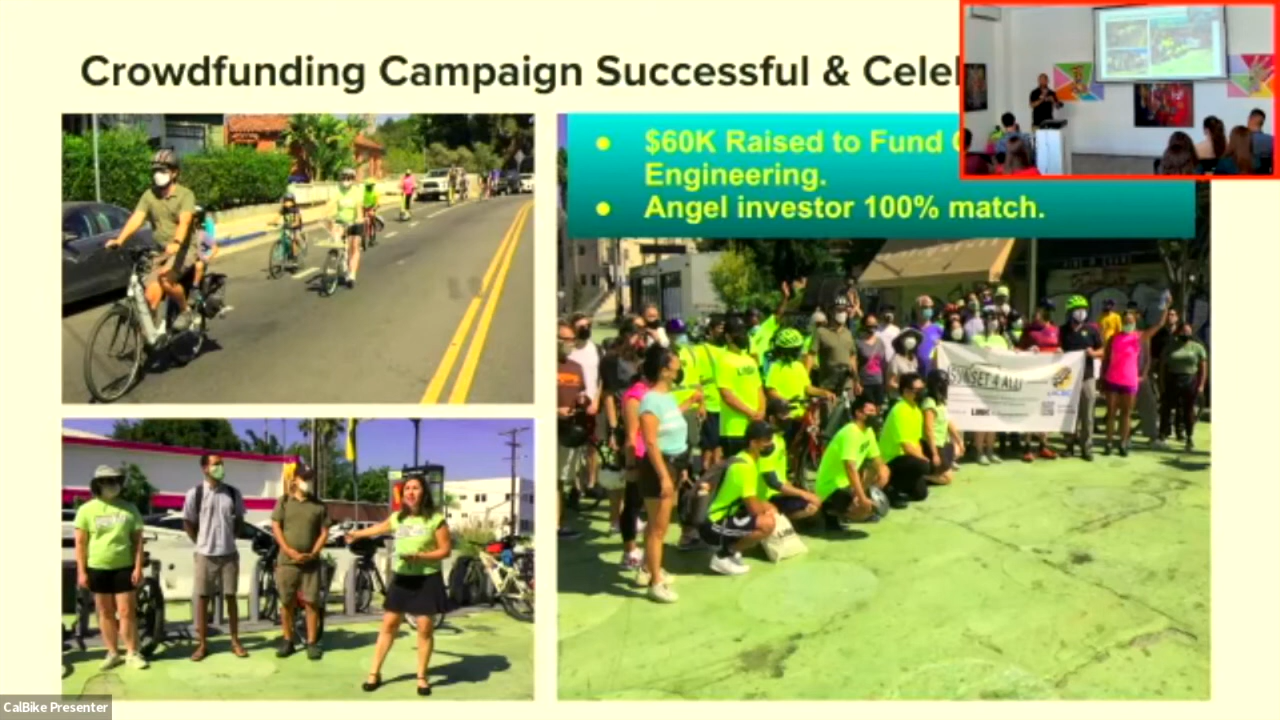 Crowdfunding Campaign Successful & Cele
• $60K Raised to Fund
Engineering.
• Angel investor 100% match.
SUNSET 4 ALL
CalBike Presenter